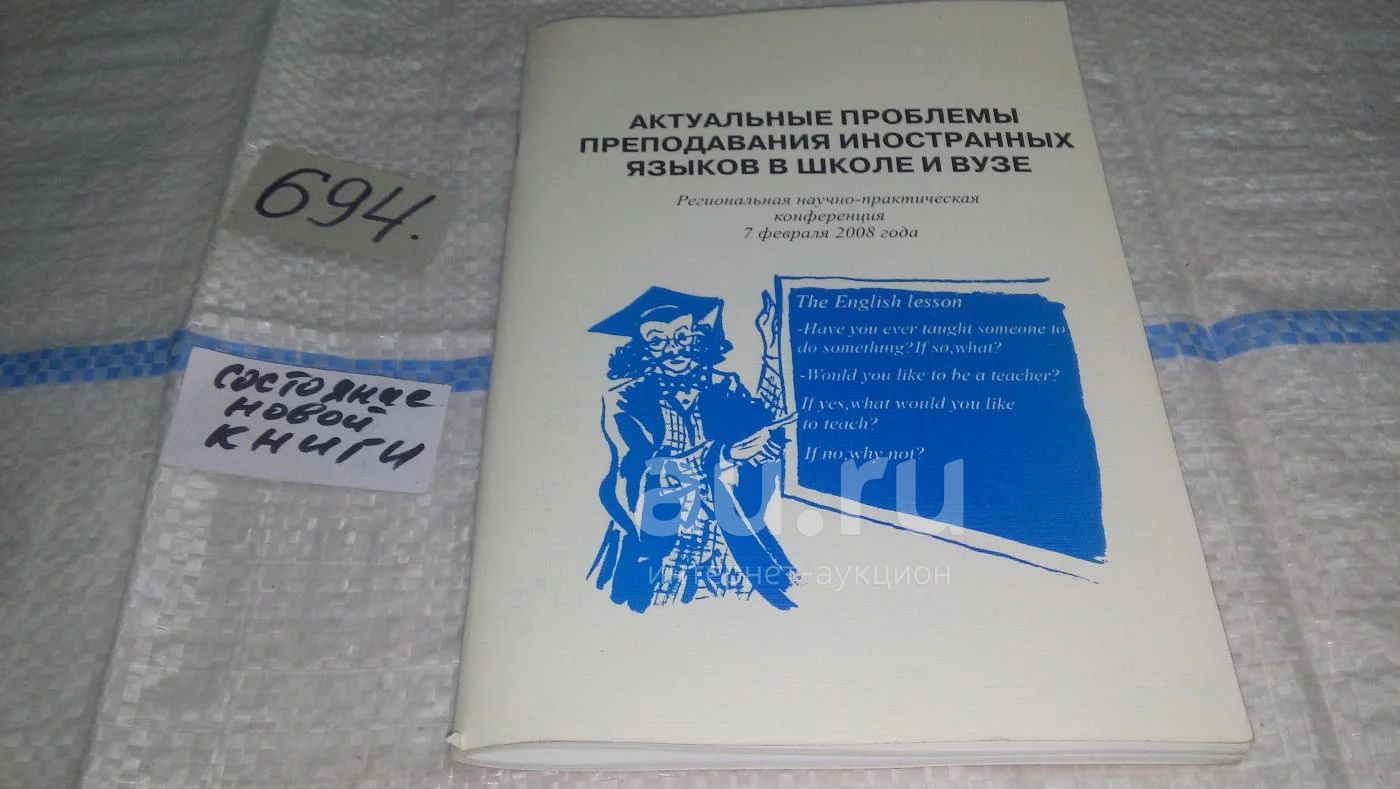 694.
состояние
новой
книги
АКТУАЛЬНЫЕ ПРОБЛЕМЫ
ПРЕПОДАВАНИЯ ИНОСТРАННЫХ
ЯЗЫКОВ В ШКОЛЕ И ВУЗЕ
Региональная научно-практическая
конференция
7 февраля 2008 года
The English lesson
-Have you ever taught someone to
do something?If so,what?
-Would you like to be a teacher?
If yes,what would you like
to teach?
If no,why not?
au.ru
интернет-аукцион